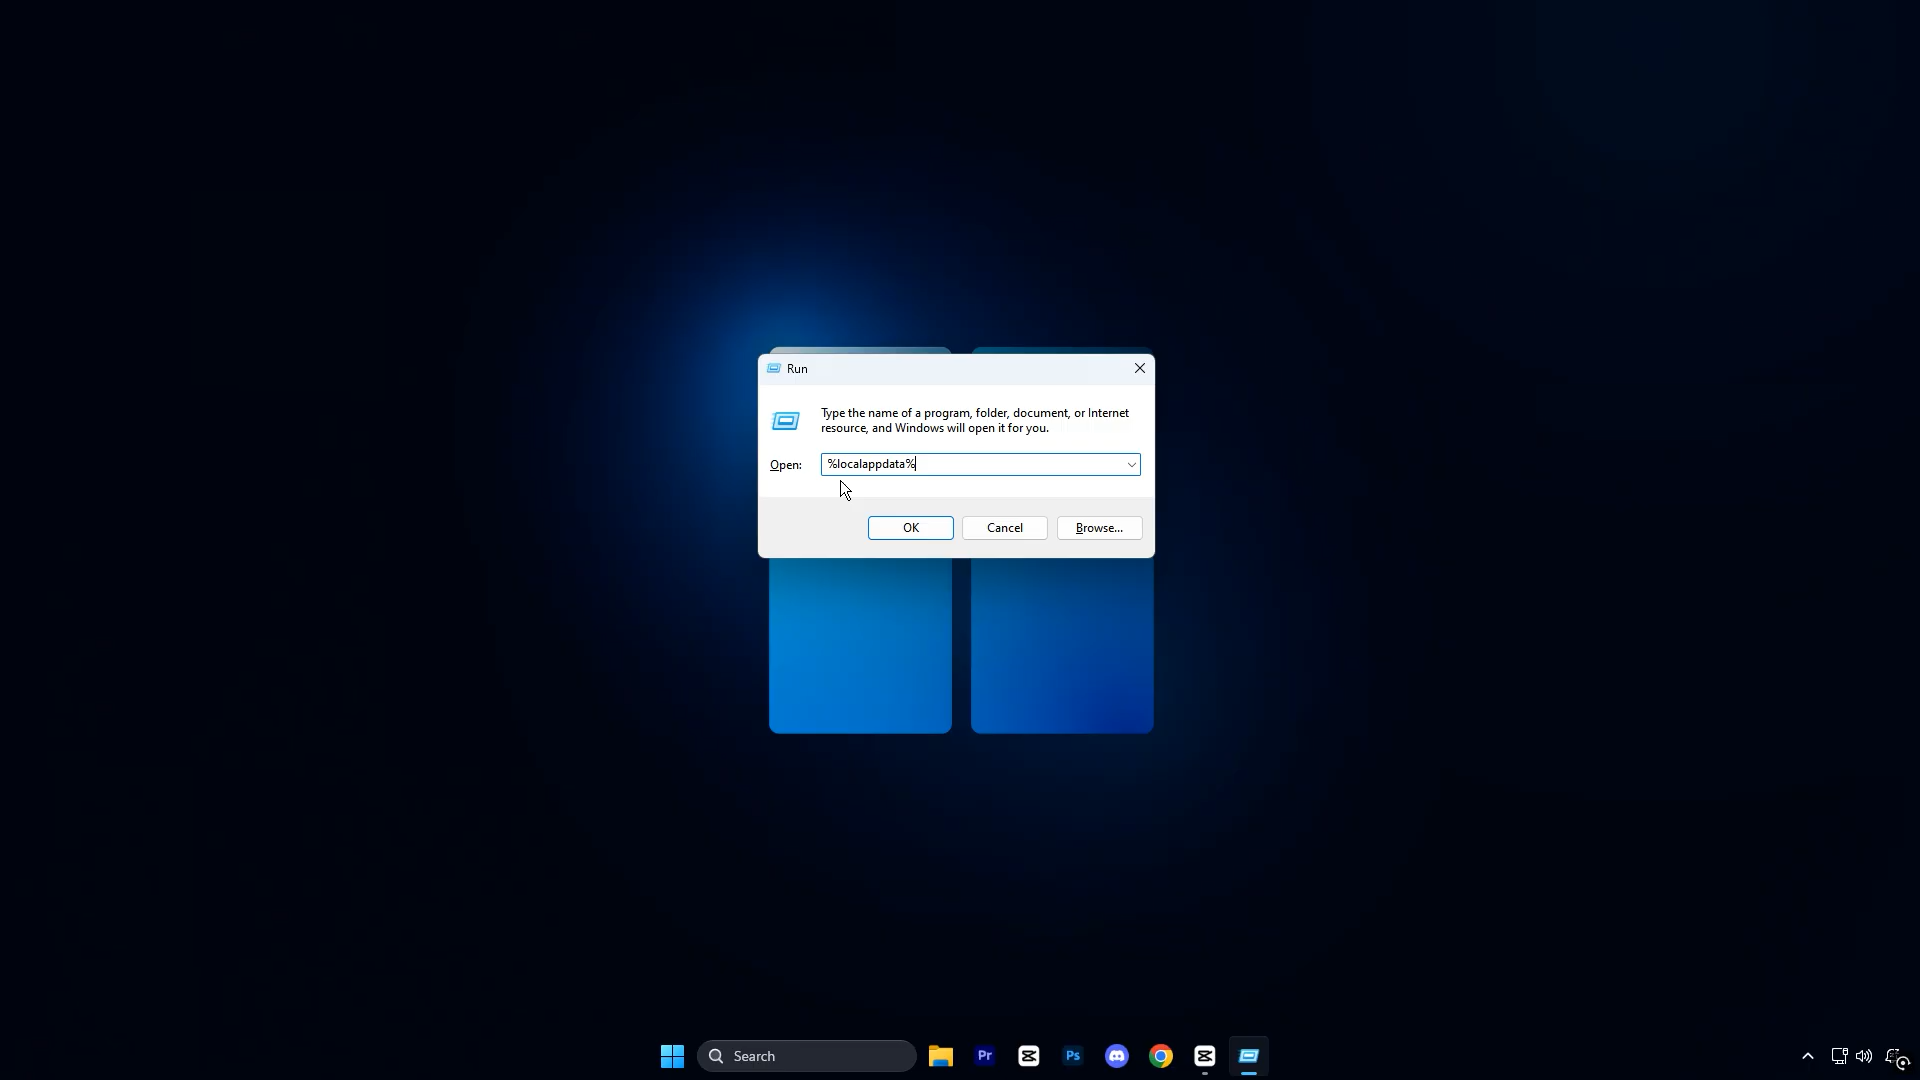 Run
Type the name of a program, folder, document, or Internet
resource, and Windows will open it for you.
Open:
%localappdata%
OK
Cancel
Browse...
Search
Pr
Ps